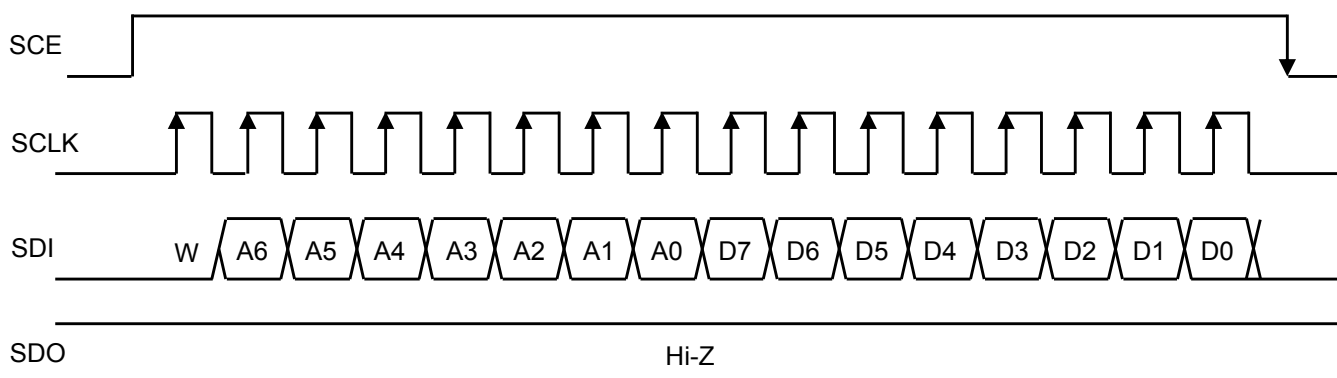 SCE
SCLK
SDI W A6 A5 A4 A3 A2 A1 A0 D7 D6 D5 D4 D3 D2 D1 D0
SDO Hi-Z